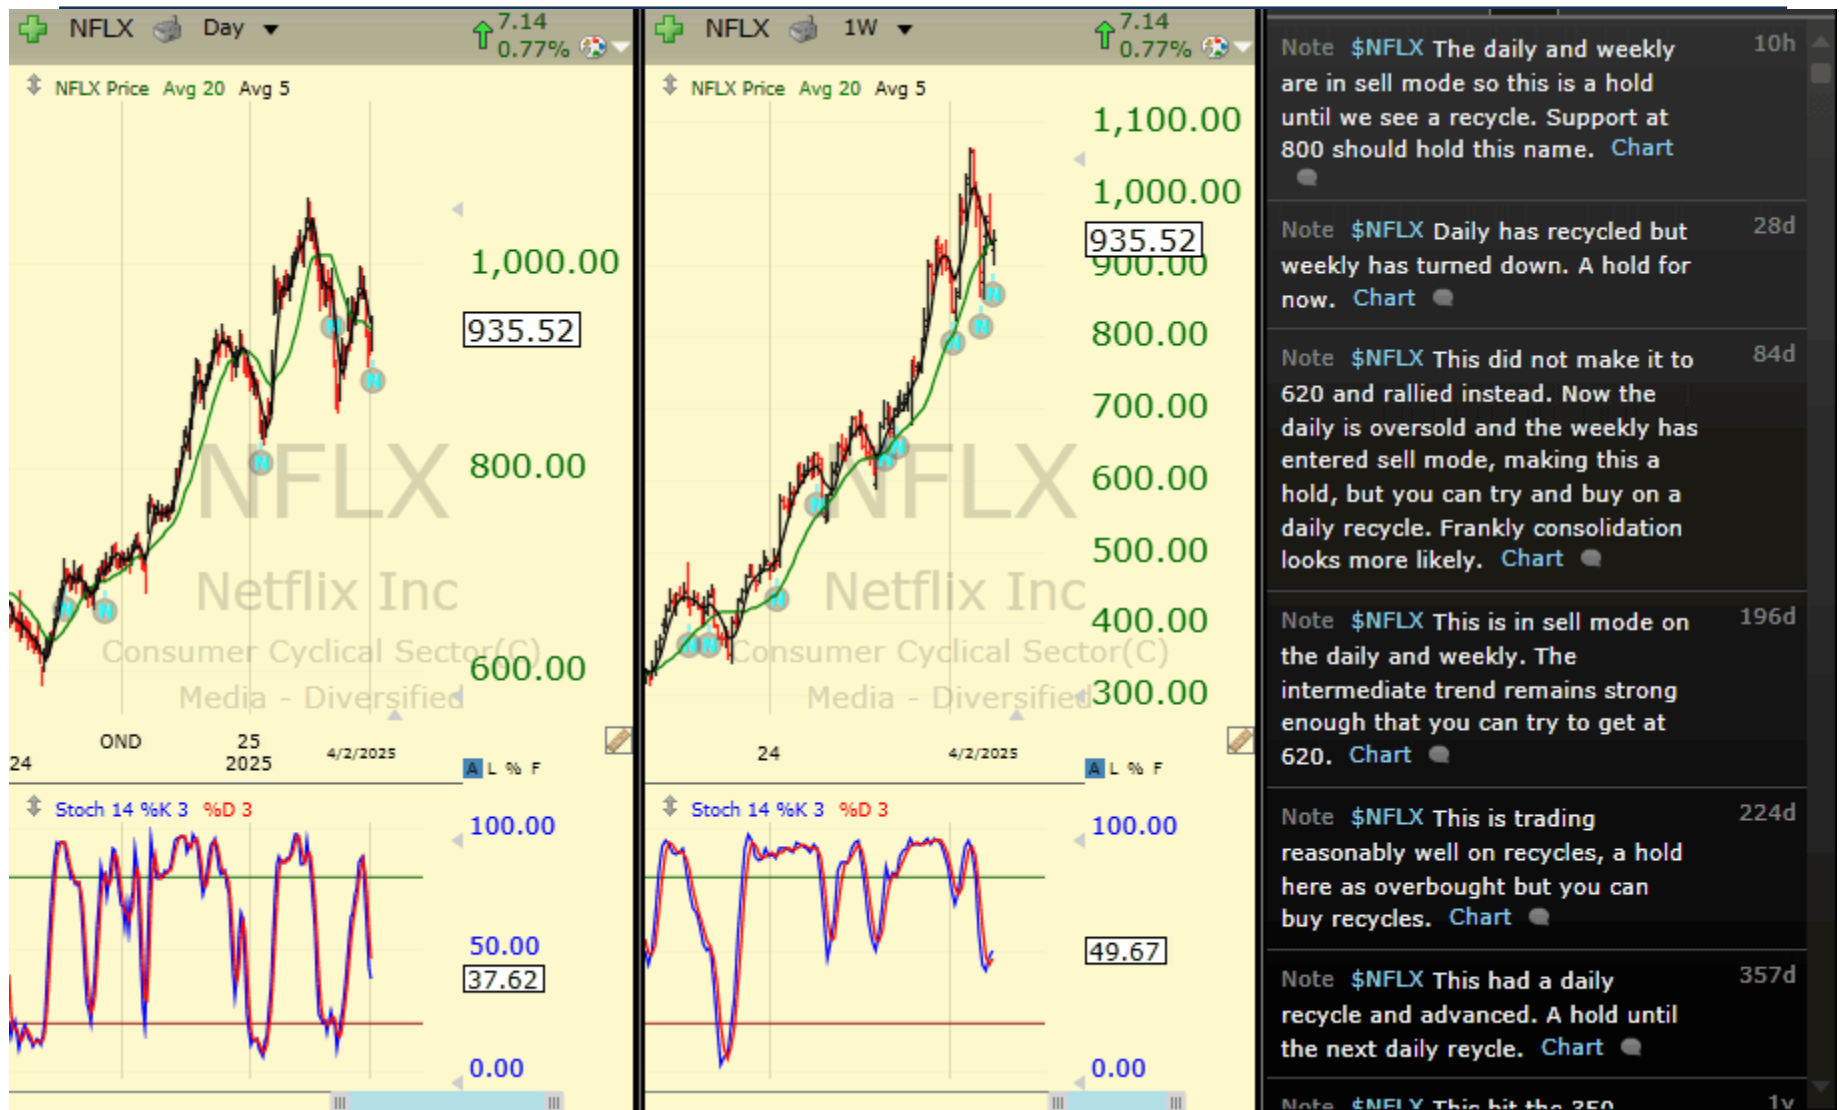 NFLX Day 7.14
0.77%
NFLX Price Avg 20 Avg 5
1,000.00
935.52
800.00
600.00
NFLX
Netflix Inc
Consumer Cyclical Sector(C)
Media - Diversified
OND 25
24 2025 4/2/2025
A L % F
Stoch 14 %K 3 %D 3
100.00
50.00
37.62
0.00
N
N
N
N
N
NFLX 1W 7.14
0.77%
NFLX Price Avg 20 Avg 5
1,100.00
1,000.00
935.52
900.00
800.00
700.00
600.00
500.00
400.00
300.00
NFLX
Netflix Inc
Consumer Cyclical Sector(C)
Media - Diversified
24 4/2/2025
A L % F
Stoch 14 %K 3 %D 3
100.00
49.67
0.00
N
N
N
N
N
N
N
N
N
Note $NFLX The daily and weekly 10h
are in sell mode so this is a hold
until we see a recycle. Support at
800 should hold this name. Chart
Note $NFLX Daily has recycled but 28d
weekly has turned down. A hold for
now. Chart
Note $NFLX This did not make it to 84d
620 and rallied instead. Now the
daily is oversold and the weekly has
entered sell mode, making this a
hold, but you can try and buy on a
daily recycle. Frankly consolidation
looks more likely. Chart
Note $NFLX This is in sell mode on 196d
the daily and weekly. The
intermediate trend remains strong
enough that you can try to get at
620. Chart
Note $NFLX This is trading 224d
reasonably well on recycles, a hold
here as overbought but you can
buy recycles. Chart
Note $NFLX This had a daily 357d
recycle and advanced. A hold until
the next daily reycle. Chart
Note $NFLX This hit the 350 1y